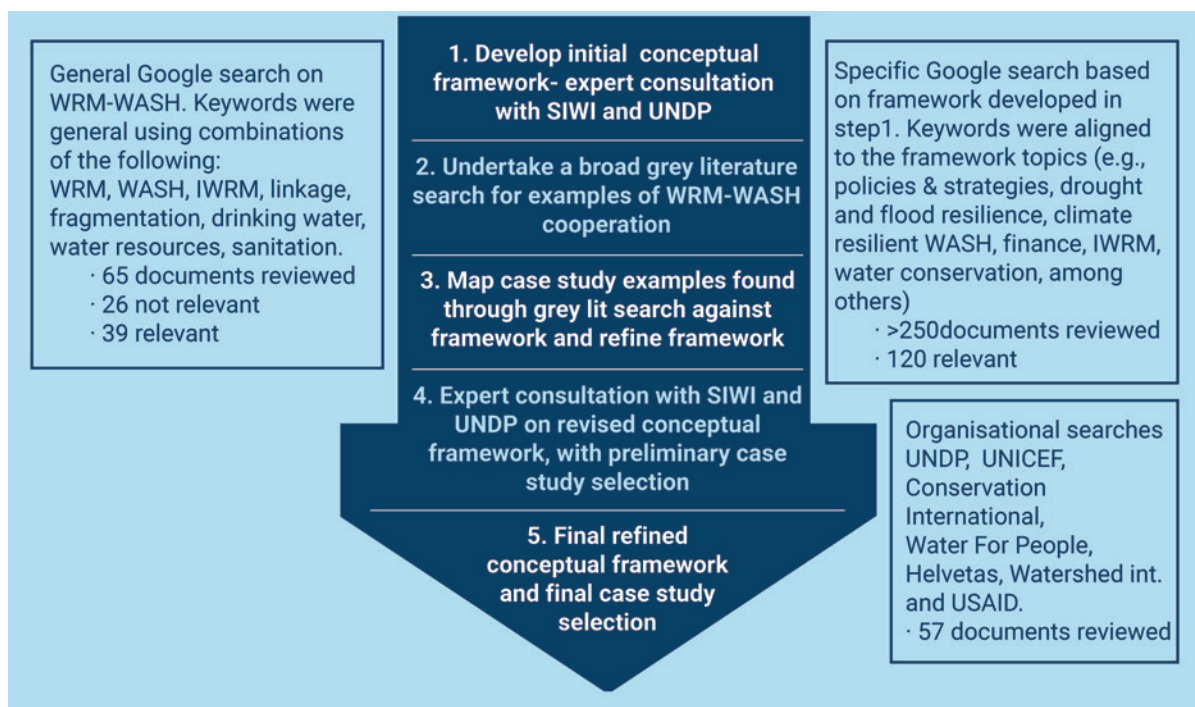 General Google search on
WRM-WASH. Keywords were
general using combinations
of the following:
WRM, WASH, IWRM, linkage,
fragmentation, drinking water,
water resources, sanitation.
· 65 documents reviewed
· 26 not relevant
· 39 relevant
1. Develop initial conceptual
framework- expert consultation
with SIWI and UNDP
2. Undertake a broad grey literature
search for examples of WRM-WASH
cooperation
3. Map case study examples found
through grey lit search against
framework and refine framework
4. Expert consultation with SIWI and
UNDP on revised conceptual
framework, with preliminary case
study selection
5. Final refined
conceptual framework
and final case study
selection
Specific Google search based
on framework developed in
step1. Keywords were aligned
to the framework topics (e.g.,
policies & strategies, drought
and flood resilience, climate
resilient WASH, finance, IWRM,
water conservation, among
others)
· >250documents reviewed
· 120 relevant
Organisational searches
UNDP, UNICEF,
Conservation
International,
Water For People,
Helvetas, Watershed int.
and USAID.
· 57 documents reviewed